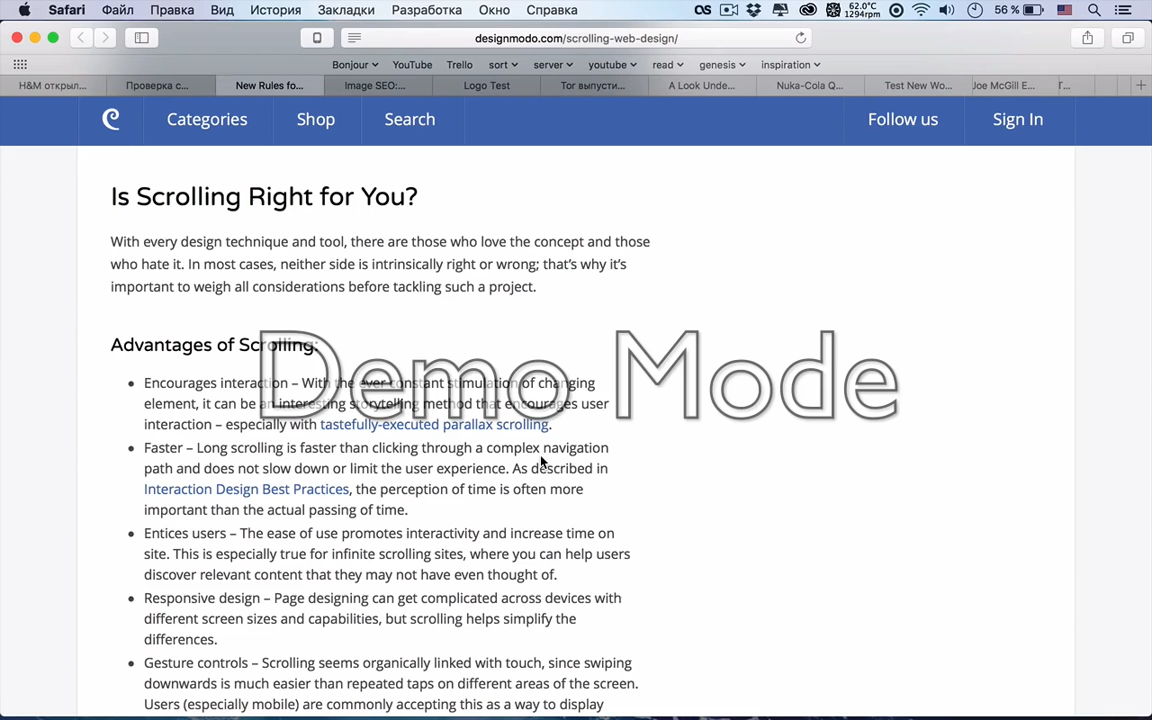 Safari Файл Правка Вид История Закладки Разработка Окно Справка OS 62.0°C 1294rpm 56 %
designmodo.com/scrolling-web-design/
Bonjour YouTube Trello sort server youtube read genesis inspiration
H&M открыл... Проверка с... New Rules fo... Image SEO:... Logo Test Тог выпусти... A Look Unde... Nuka-Cola Q... Test New Wo... Joe McGill E... T...
Categories Shop Search Follow us Sign In
Is Scrolling Right for You?
With every design technique and tool, there are those who love the concept and those
who hate it. In most cases, neither side is intrinsically right or wrong; that’s why it’s
important to weigh all considerations before tackling such a project.
Advantages of Scrolling:
Demo Mode
Encourages interaction – With the ever constant stimulation of changing
element, it can be an interesting storytelling method that encourages user
interaction – especially with tastefully-executed parallax scrolling.
Faster – Long scrolling is faster than clicking through a complex navigation
path and does not slow down or limit the user experience. As described in
Interaction Design Best Practices, the perception of time is often more
important than the actual passing of time.
Entices users – The ease of use promotes interactivity and increase time on
site. This is especially true for infinite scrolling sites, where you can help users
discover relevant content that they may not have even thought of.
Responsive design – Page designing can get complicated across devices with
different screen sizes and capabilities, but scrolling helps simplify the
differences.
Gesture controls – Scrolling seems organically linked with touch, since swiping
downwards is much easier than repeated taps on different areas of the screen.
Users (especially mobile) are commonly accepting this as a way to display